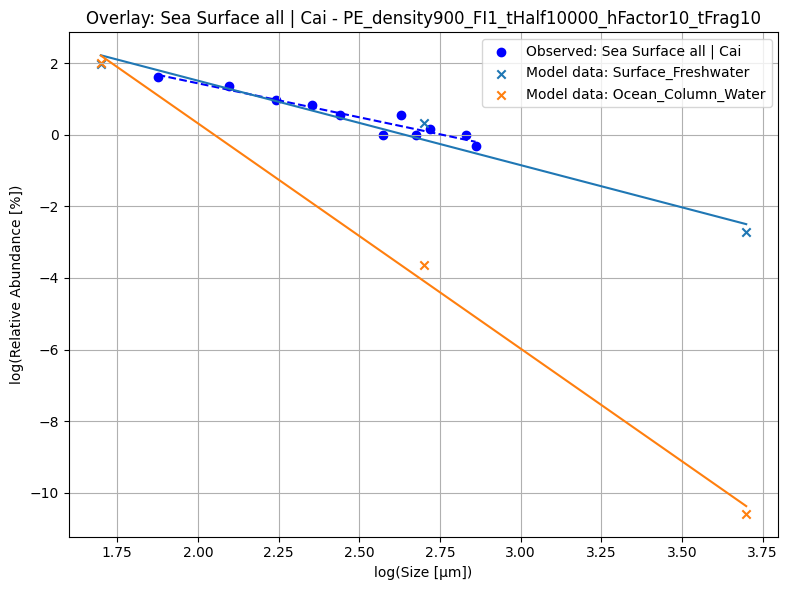 Overlay: Sea Surface all | Cai - PE_density900_FI1_tHalf10000_hFactor10_tFrag10
Observed: Sea Surface all | Cai
Model data: Surface_Freshwater
Model data: Ocean_Column_Water
log(Relative Abundance [%])
2
0
−2
−4
−6
−8
−10
1.75
2.00
2.25
2.50
2.75
3.00
3.25
3.50
3.75
log(Size [µm])